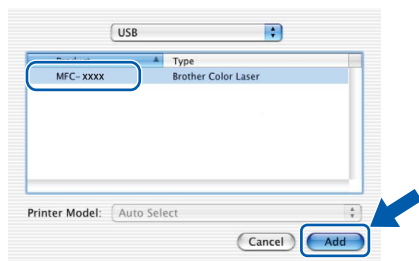 USB
Type
MFC-xxxx Brother Color Laser
Printer Model: Auto Select
Cancel Add